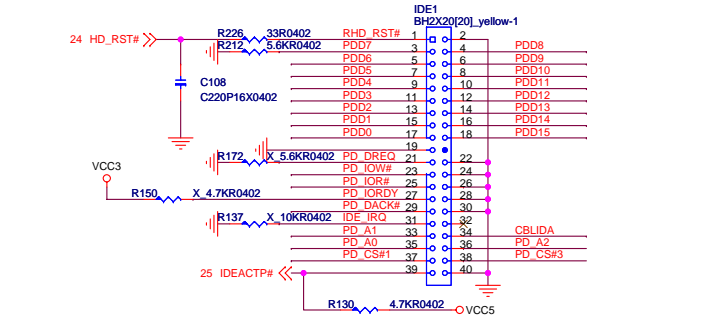 IDE1
BH2X20[20]_yellow-1
24 HD_RST# R226 33R0402 RHD_RST# 1 2
R212 5.6KR0402 PDD7 3 4 PDD8
PDD6 5 6 PDD9
PDD5 7 8 PDD10
C108 PDD4 9 10 PDD11
C220P16X0402 PDD3 11 12 PDD12
PDD2 13 14 PDD13
PDD1 15 16 PDD14
PDD0 17 18 PDD15
19
R172 X_5.6KR0402 PD_DREQ 21 22
VCC3 PD_IOW# 23 24
PD_IOR# 25 26
R150 X_4.7KR0402 PD_IORDY 27 28
PD_DACK# 29 30
R137 X_10KR0402 IDE_IRQ 31 32
PD_A1 33 34 CBLIDA
PD_A0 35 36 PD_A2
PD_CS#1 37 38 PD_CS#3
25 IDEACTP# 39 40
R130 4.7KR0402 VCC5